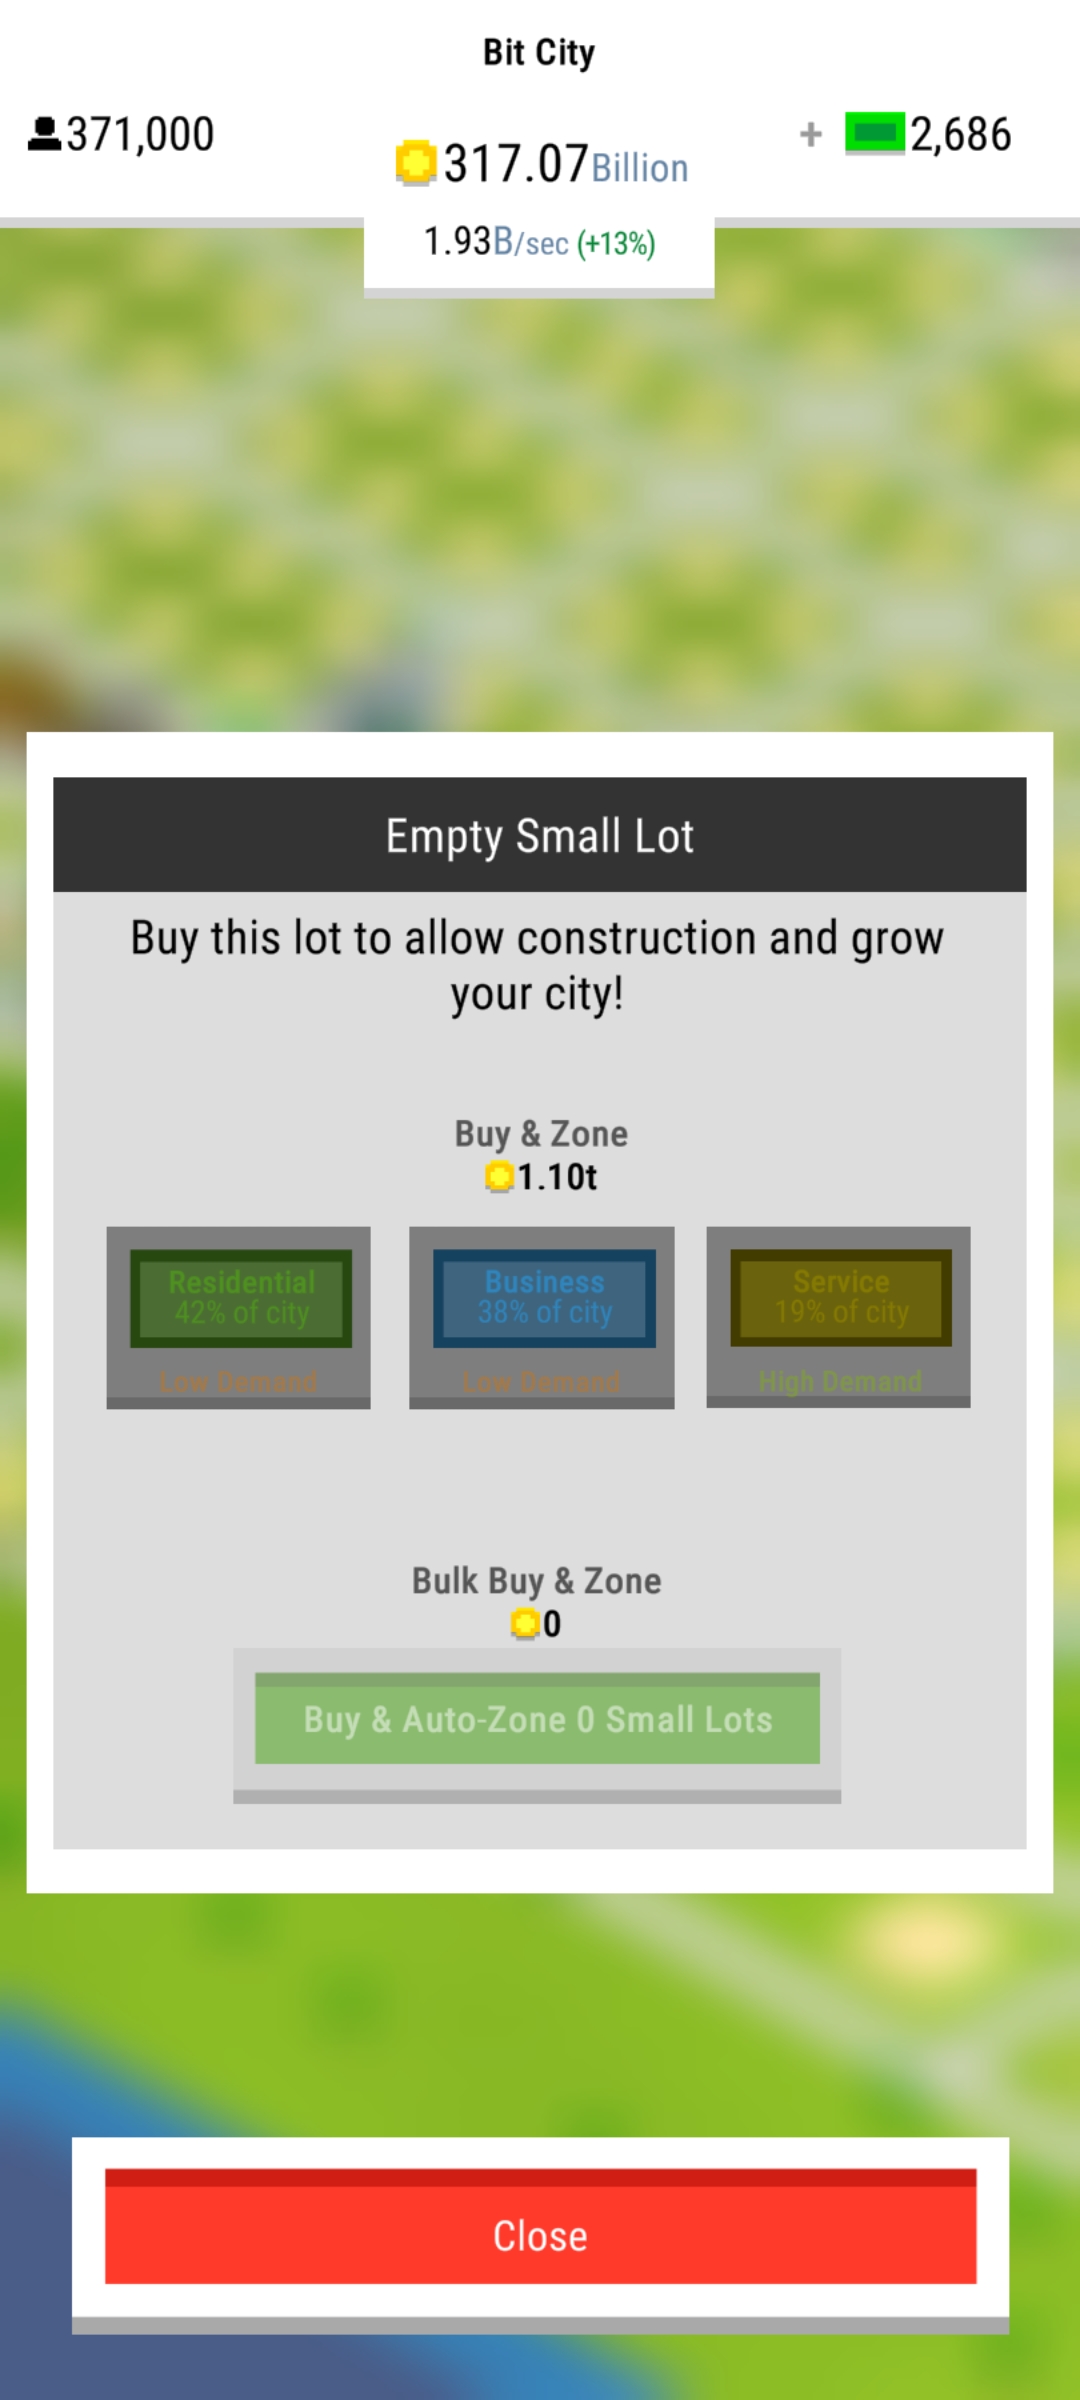 Bit City
371,000
317.07Billion
+ 2,686
1.93B/sec (+13%)
Empty Small Lot
Buy this lot to allow construction and grow
your city!
Buy & Zone
1.10t
Residential
42% of city
Low Demand
Business
38% of city
Low Demand
Service
19% of city
High Demand
Bulk Buy & Zone
0
Buy & Auto-Zone 0 Small Lots
Close